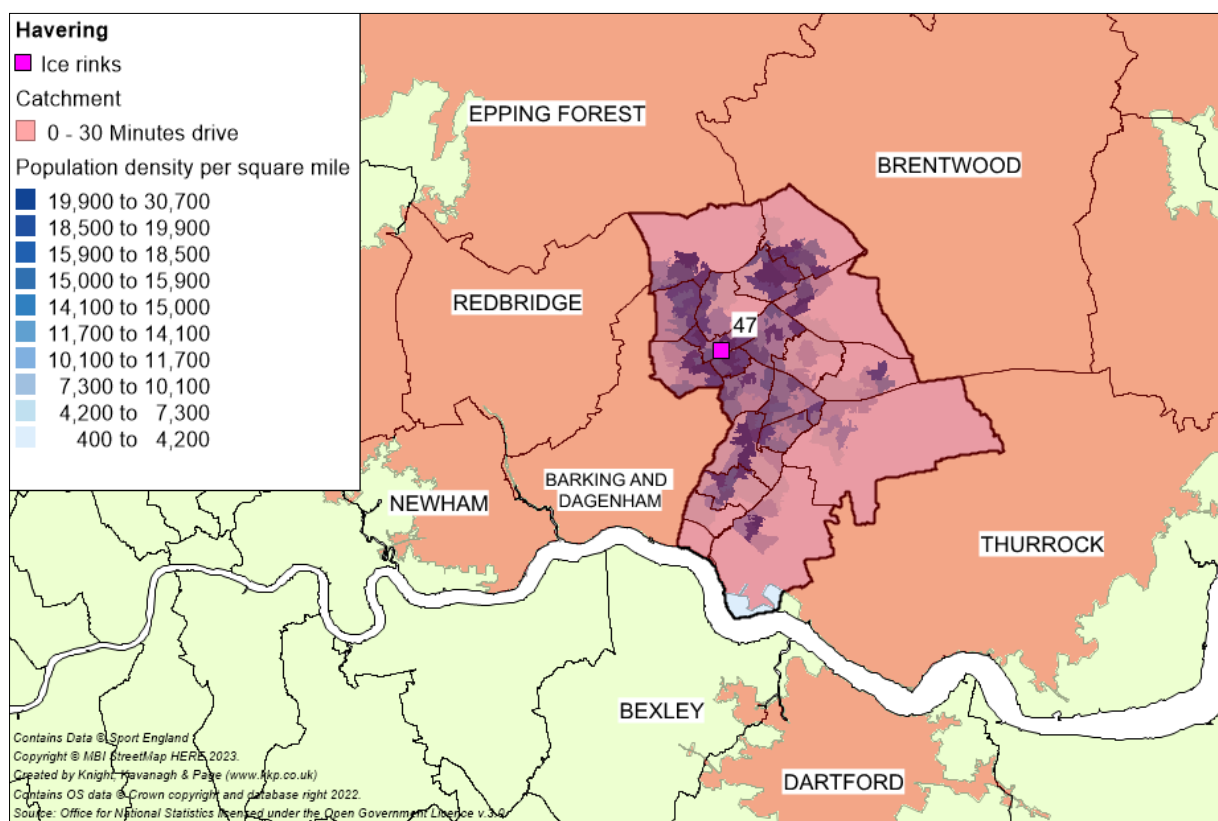 Havering
Ice rinks
Catchment
0 - 30 Minutes drive
Population density per square mile
19,900 to 30,700
18,500 to 19,900
15,900 to 18,500
15,000 to 15,900
14,100 to 15,000
11,700 to 14,100
10,100 to 11,700
7,300 to 10,100
4,200 to 7,300
400 to 4,200
EPPING FOREST
BRENTWOOD
REDBRIDGE
47
BARKING AND
DAGENHAM
NEWHAM
THURROCK
BEXLEY
DARTFORD
Contains Data © Sport England
Copyright © MBI StreetMap HERE 2023.
Created by Knight, Kavanagh & Page (www.kkp.co.uk)
Contains OS data © Crown copyright and database right 2022.
Source: Office for National Statistics licensed under the Open Government Licence v.3.0